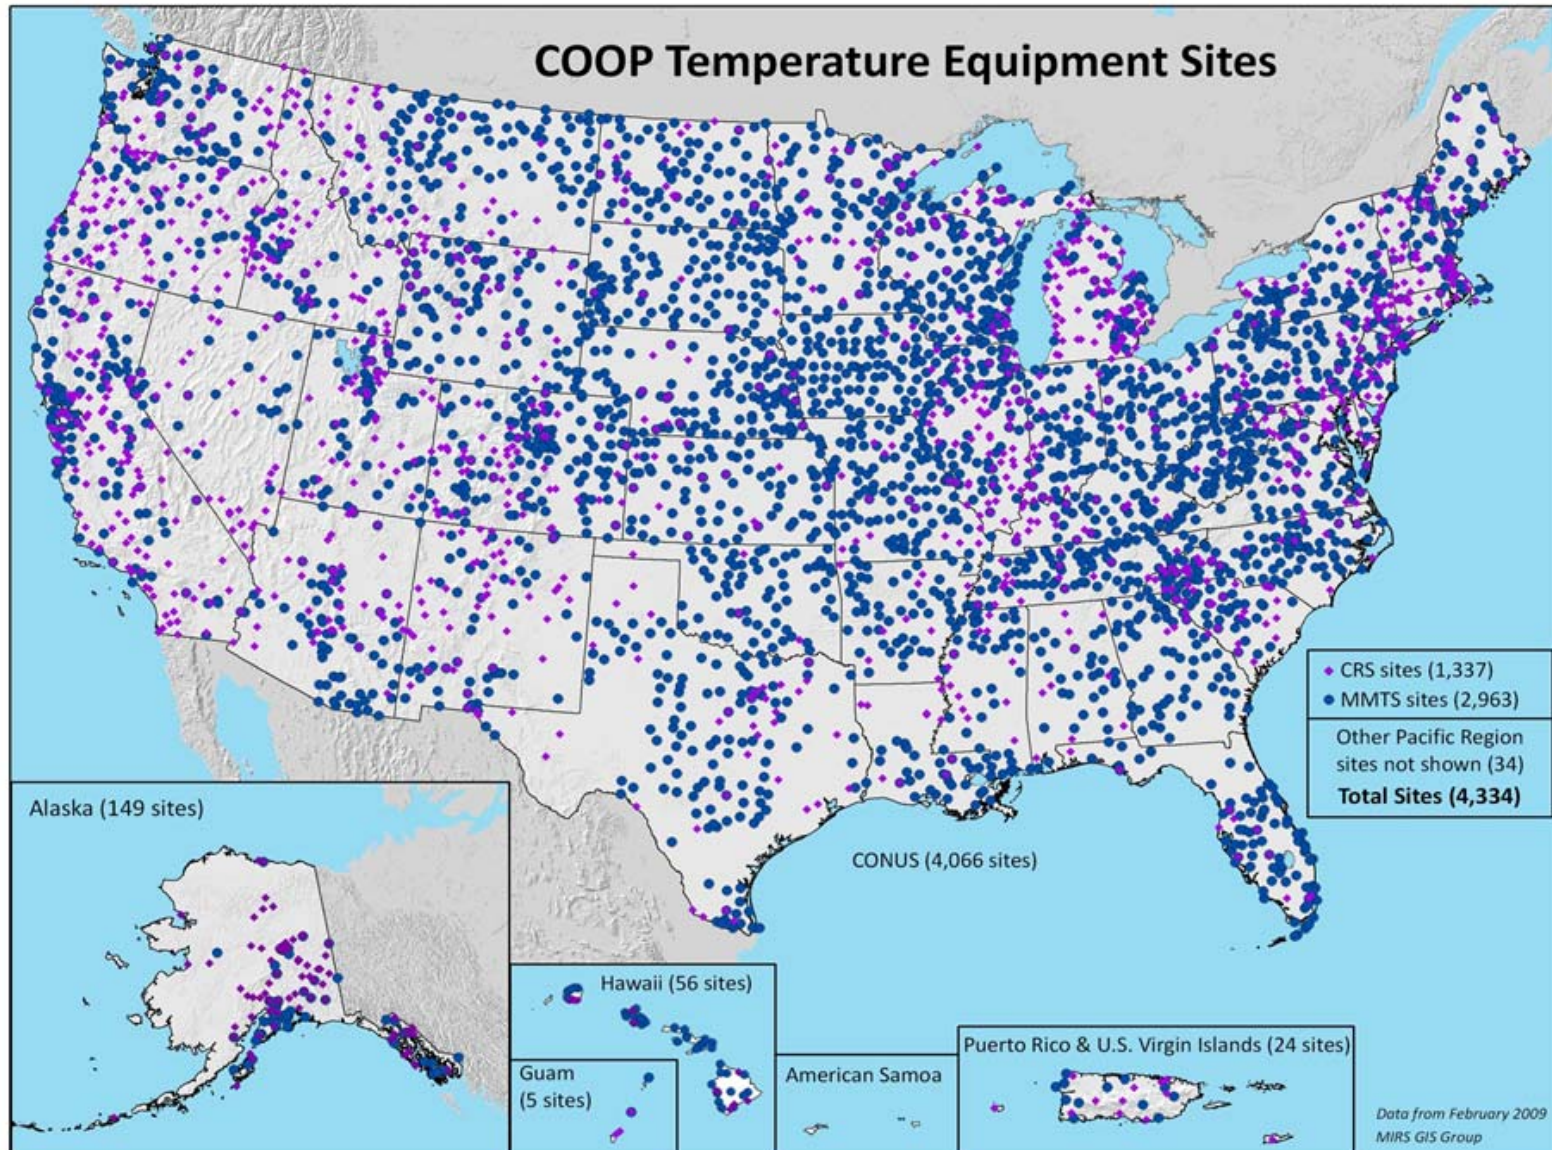 COOP Temperature Equipment Sites
CRS sites (1,337)
MMTS sites (2,963)
Other Pacific Region
sites not shown (34)
Total Sites (4,334)
Alaska (149 sites)
CONUS (4,066 sites)
Hawaii (56 sites)
Guam
(5 sites)
American Samoa
Puerto Rico & U.S. Virgin Islands (24 sites)
Data from February 2009
MIRS GIS Group